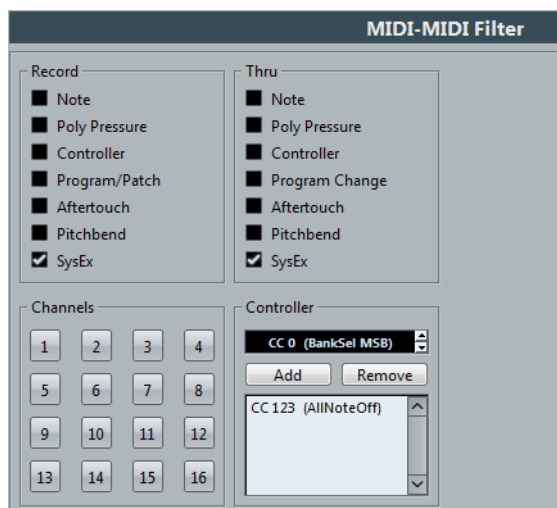 MIDI-MIDI Filter
Record
Note
Poly Pressure
Controller
Program/Patch
Aftertouch
Pitchbend
SysEx
Thru
Note
Poly Pressure
Controller
Program Change
Aftertouch
Pitchbend
SysEx
Channels
1 2 3 4
5 6 7 8
9 10 11 12
13 14 15 16
Controller
CC 0 (BankSel MSB)
Add Remove
CC 123 (AllNoteOff)